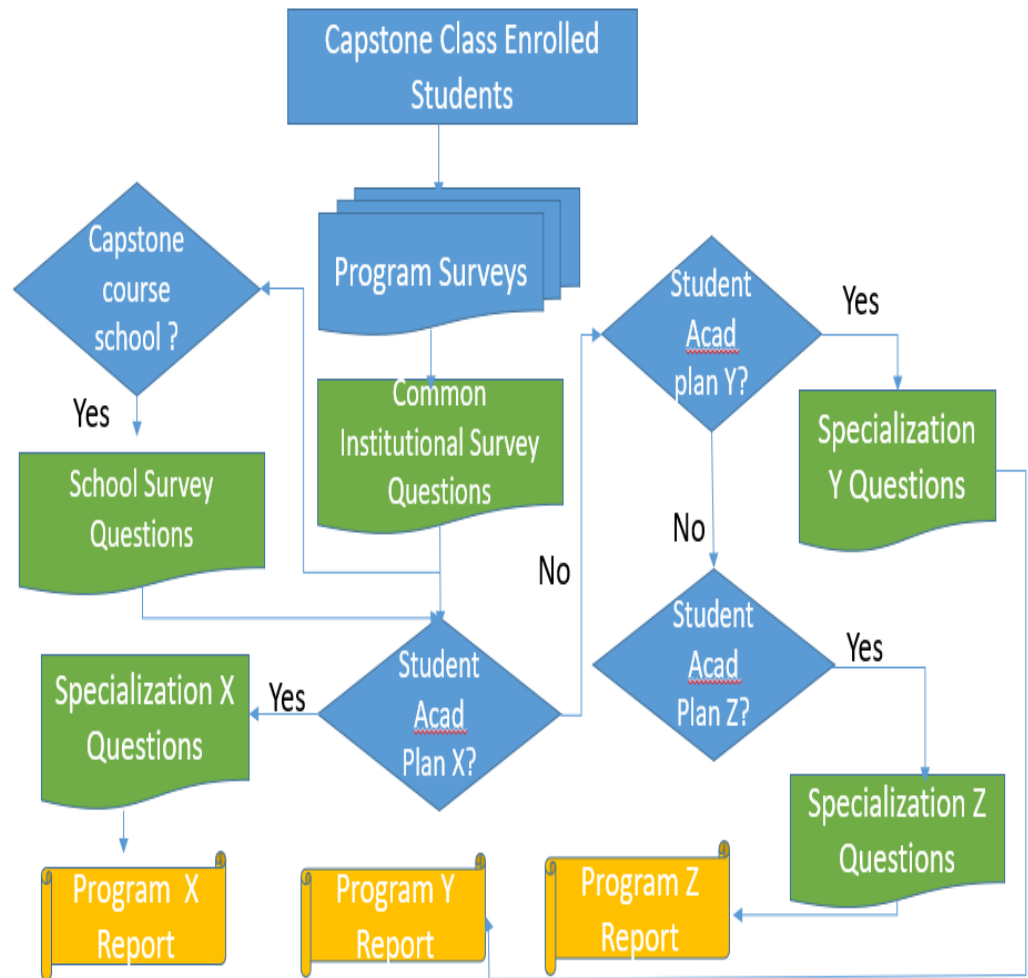 Capstone Class Enrolled
Students
Program Surveys
Capstone
course
school ?
Yes
School Survey
Questions
Common
Institutional Survey
Questions
Student
Acad
Plan X?
Yes
No
Specialization X
Questions
Program X
Report
Student
Acad
plan Y?
Yes
No
Specialization
Y Questions
Program Y
Report
Student
Acad
Plan Z?
Yes
Specialization Z
Questions
Program Z
Report